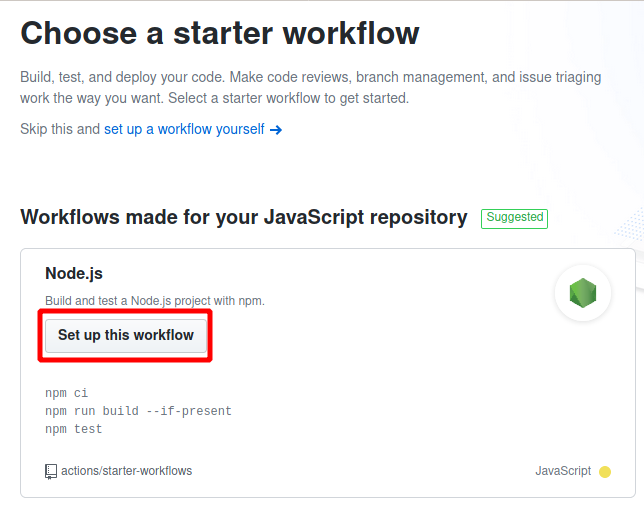 Choose a starter workflow
Build, test, and deploy your code. Make code reviews, branch management, and issue triaging
work the way you want. Select a starter workflow to get started.
Skip this and set up a workflow yourself →
Workflows made for your JavaScript repository Suggested
Node.js
Build and test a Node.js project with npm.
Set up this workflow
npm ci
npm run build --if-present
npm test
actions/starter-workflows JavaScript